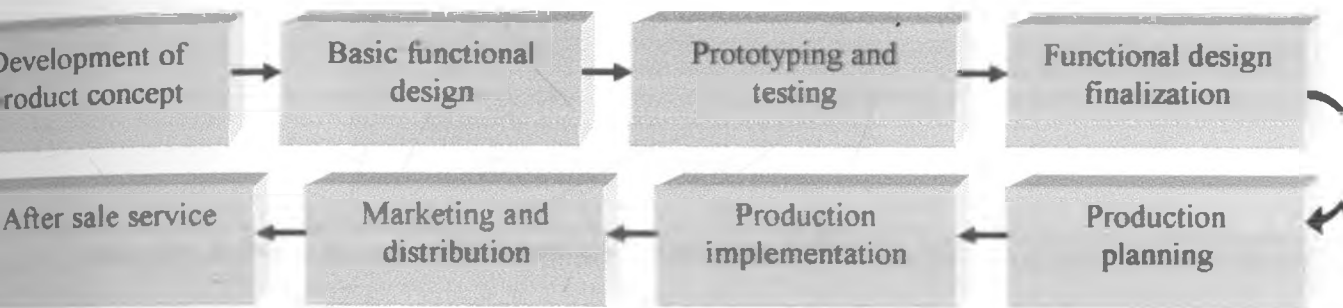 Development of
roduct concept
Basic functional
design
Prototyping and
testing
Functional design
finalization
After sale service
Marketing and
distribution
Production
implementation
Production
planning